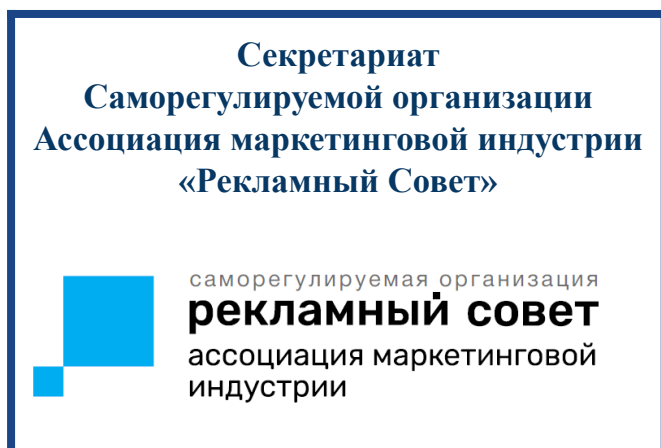 Секретариат
Саморегулируемой организации
Ассоциация маркетинговой индустрии
«Рекламный Совет»
саморегулируемая организация
рекламный совет
ассоциация маркетинговой
индустрии